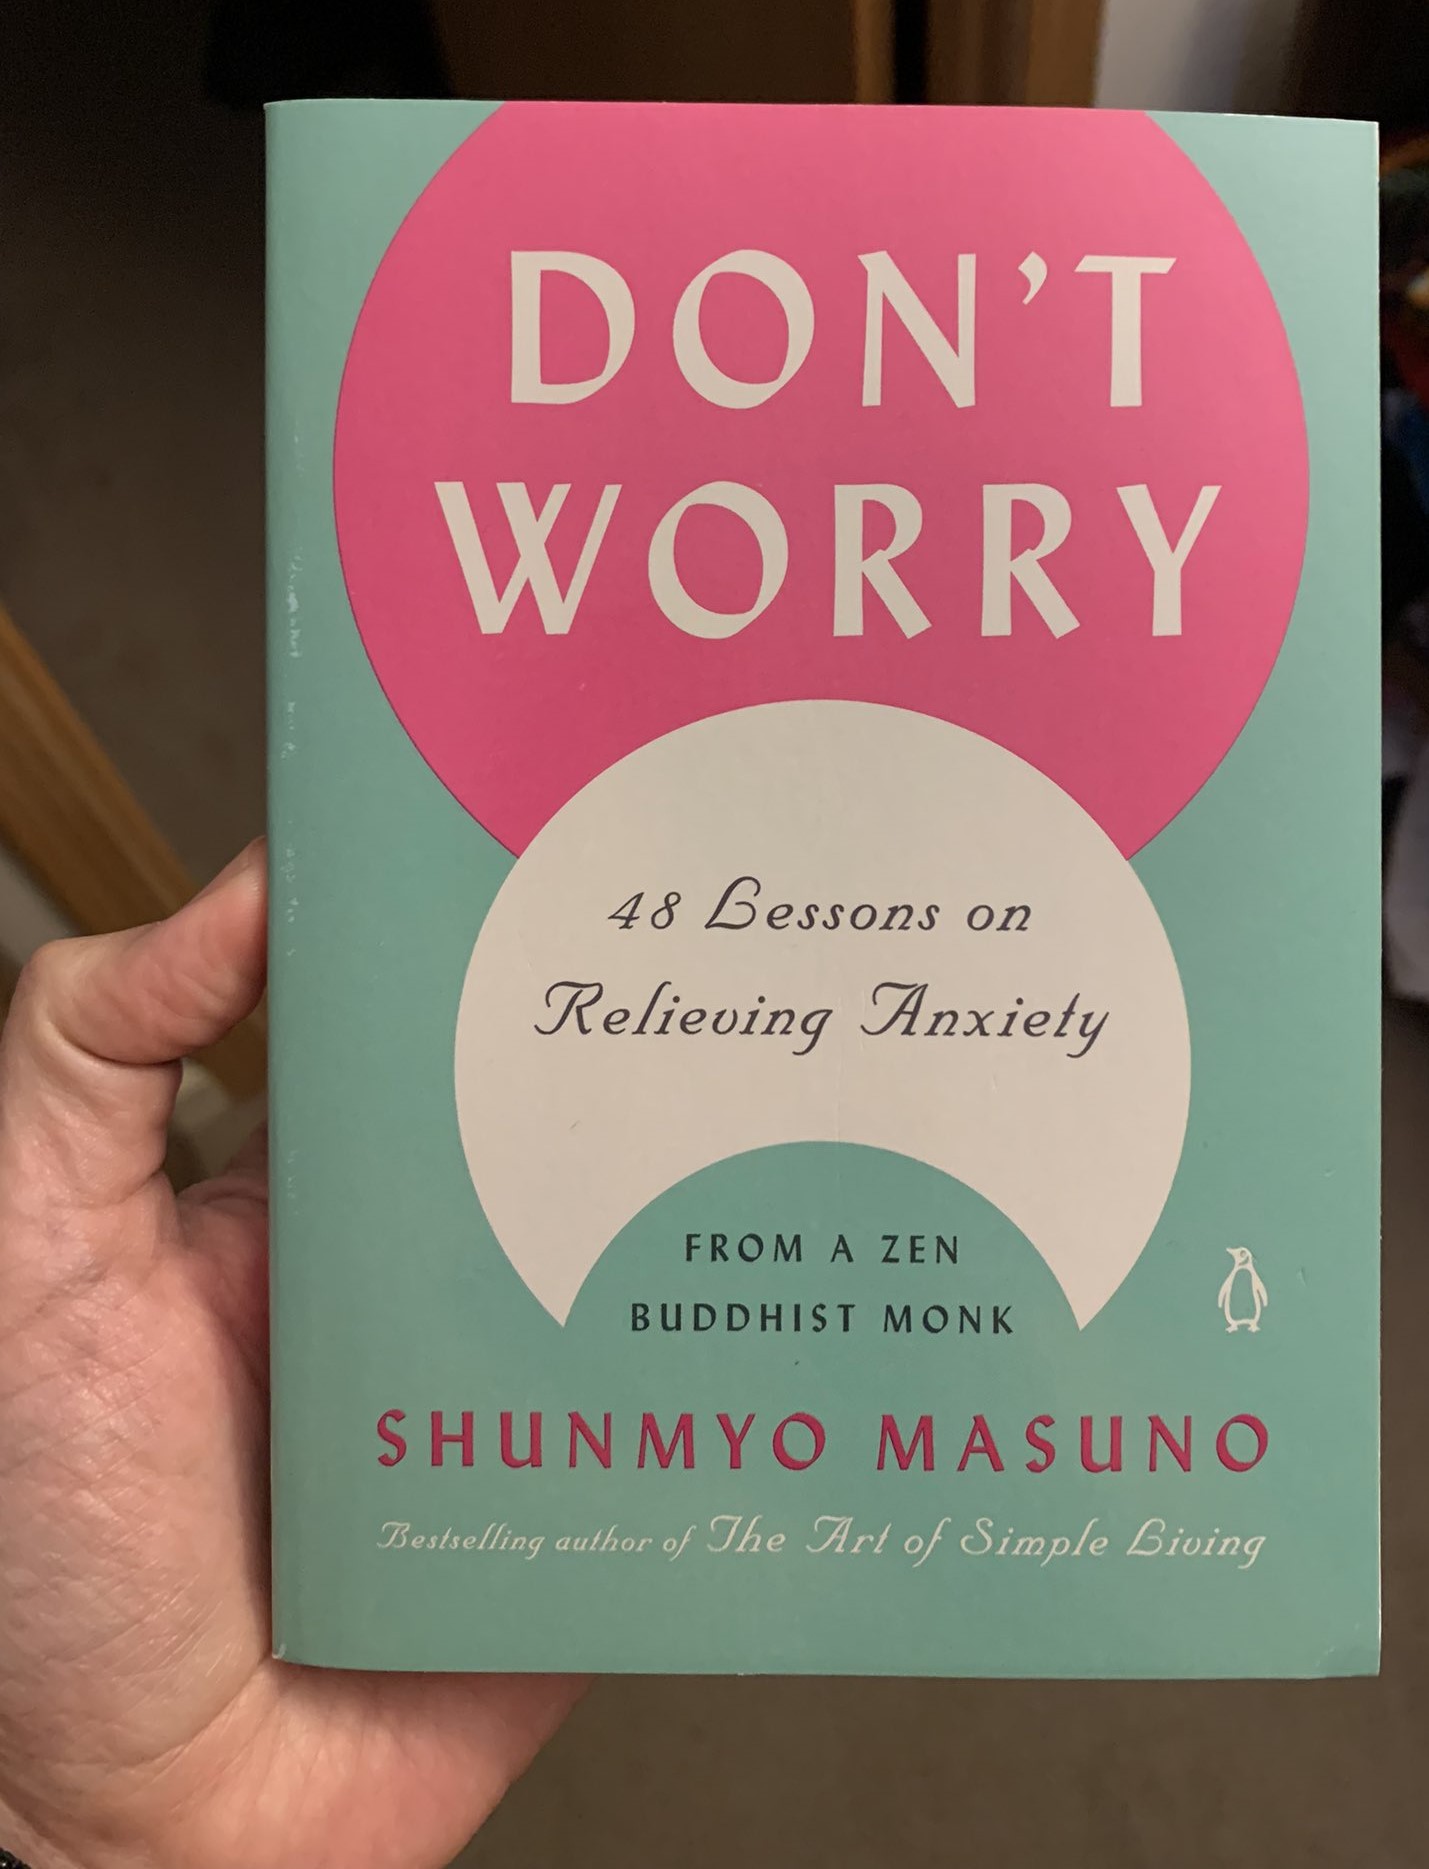 DON'T
WORRY
48 Lessons on
Relieving Anxiety
FROM A ZEN
BUDDHIST MONK
SHUNMYO MASUNO
Bestselling author of The Art of Simple Living